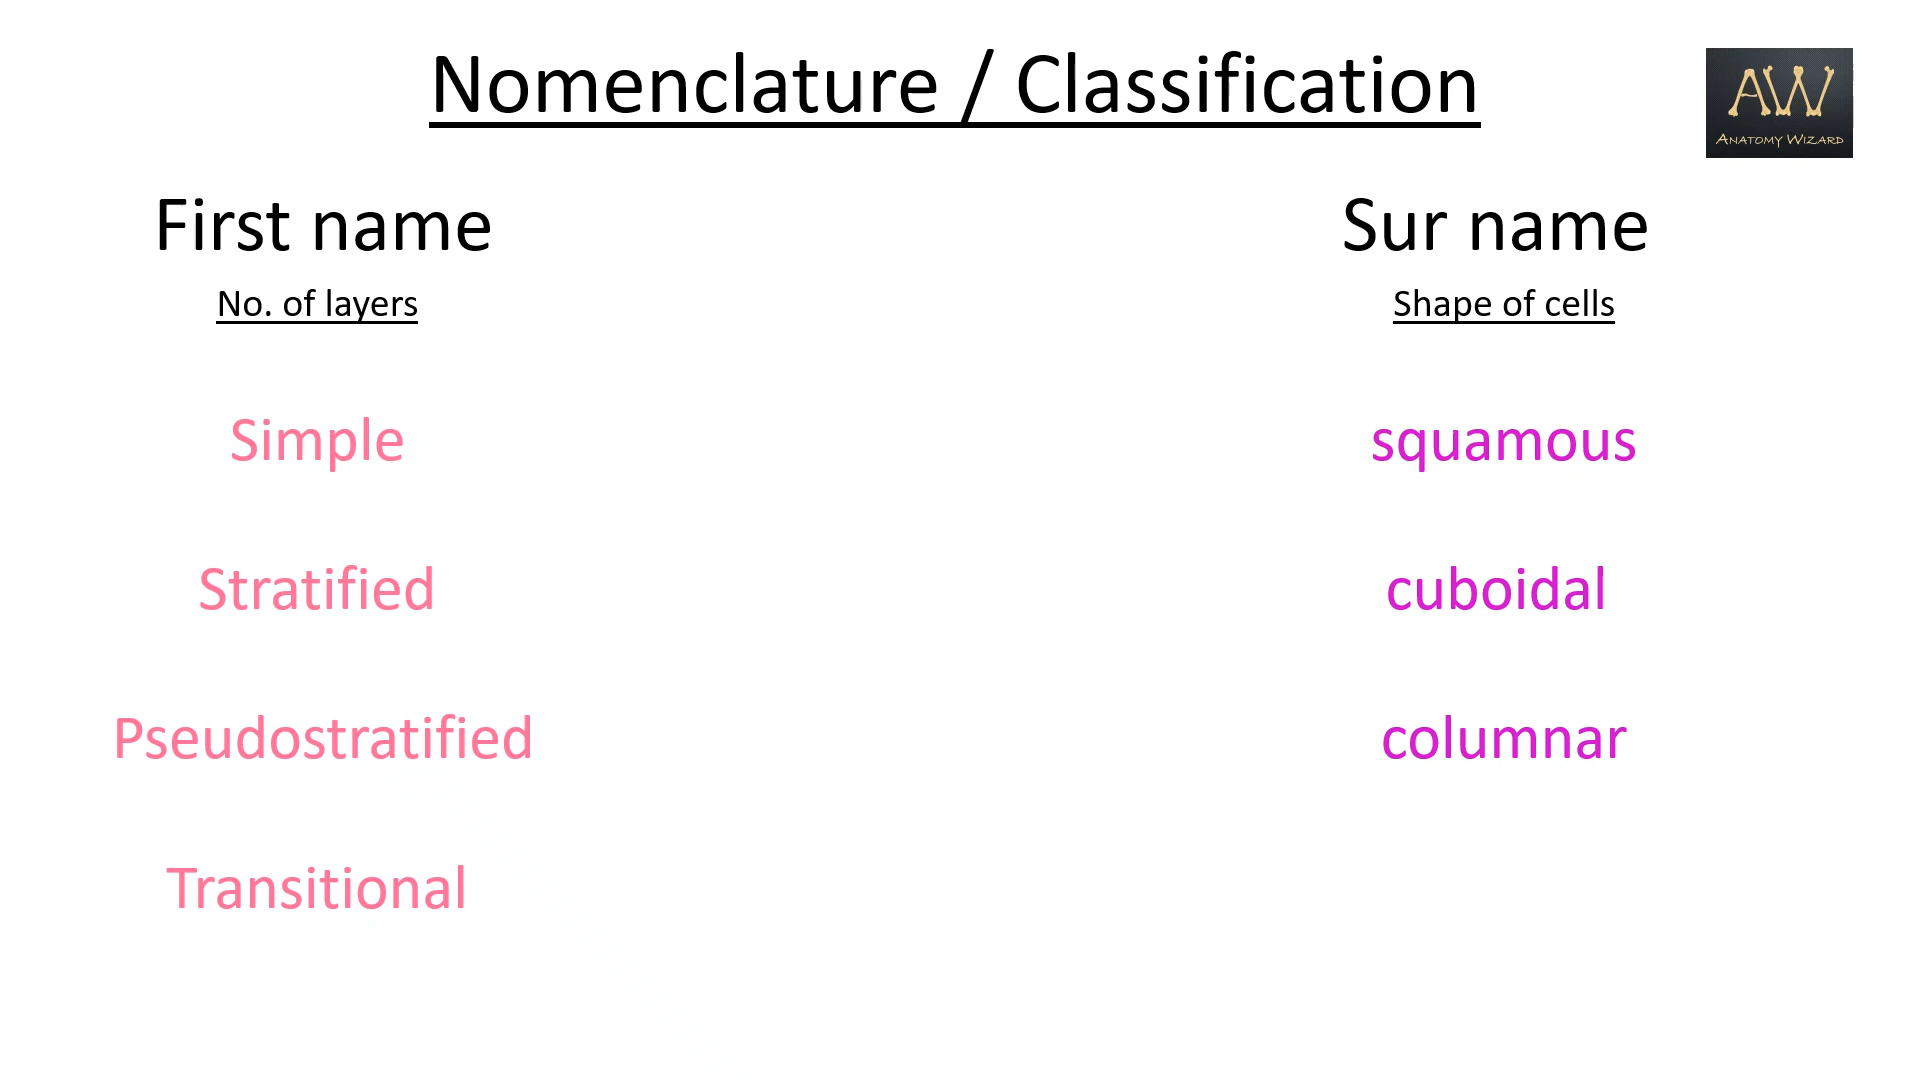 Nomenclature / Classification
AW
ANATOMY WIZARD
First name
Sur name
No. of layers
Shape of cells
Simple
squamous
Stratified
cuboidal
Pseudostratified
columnar
Transitional